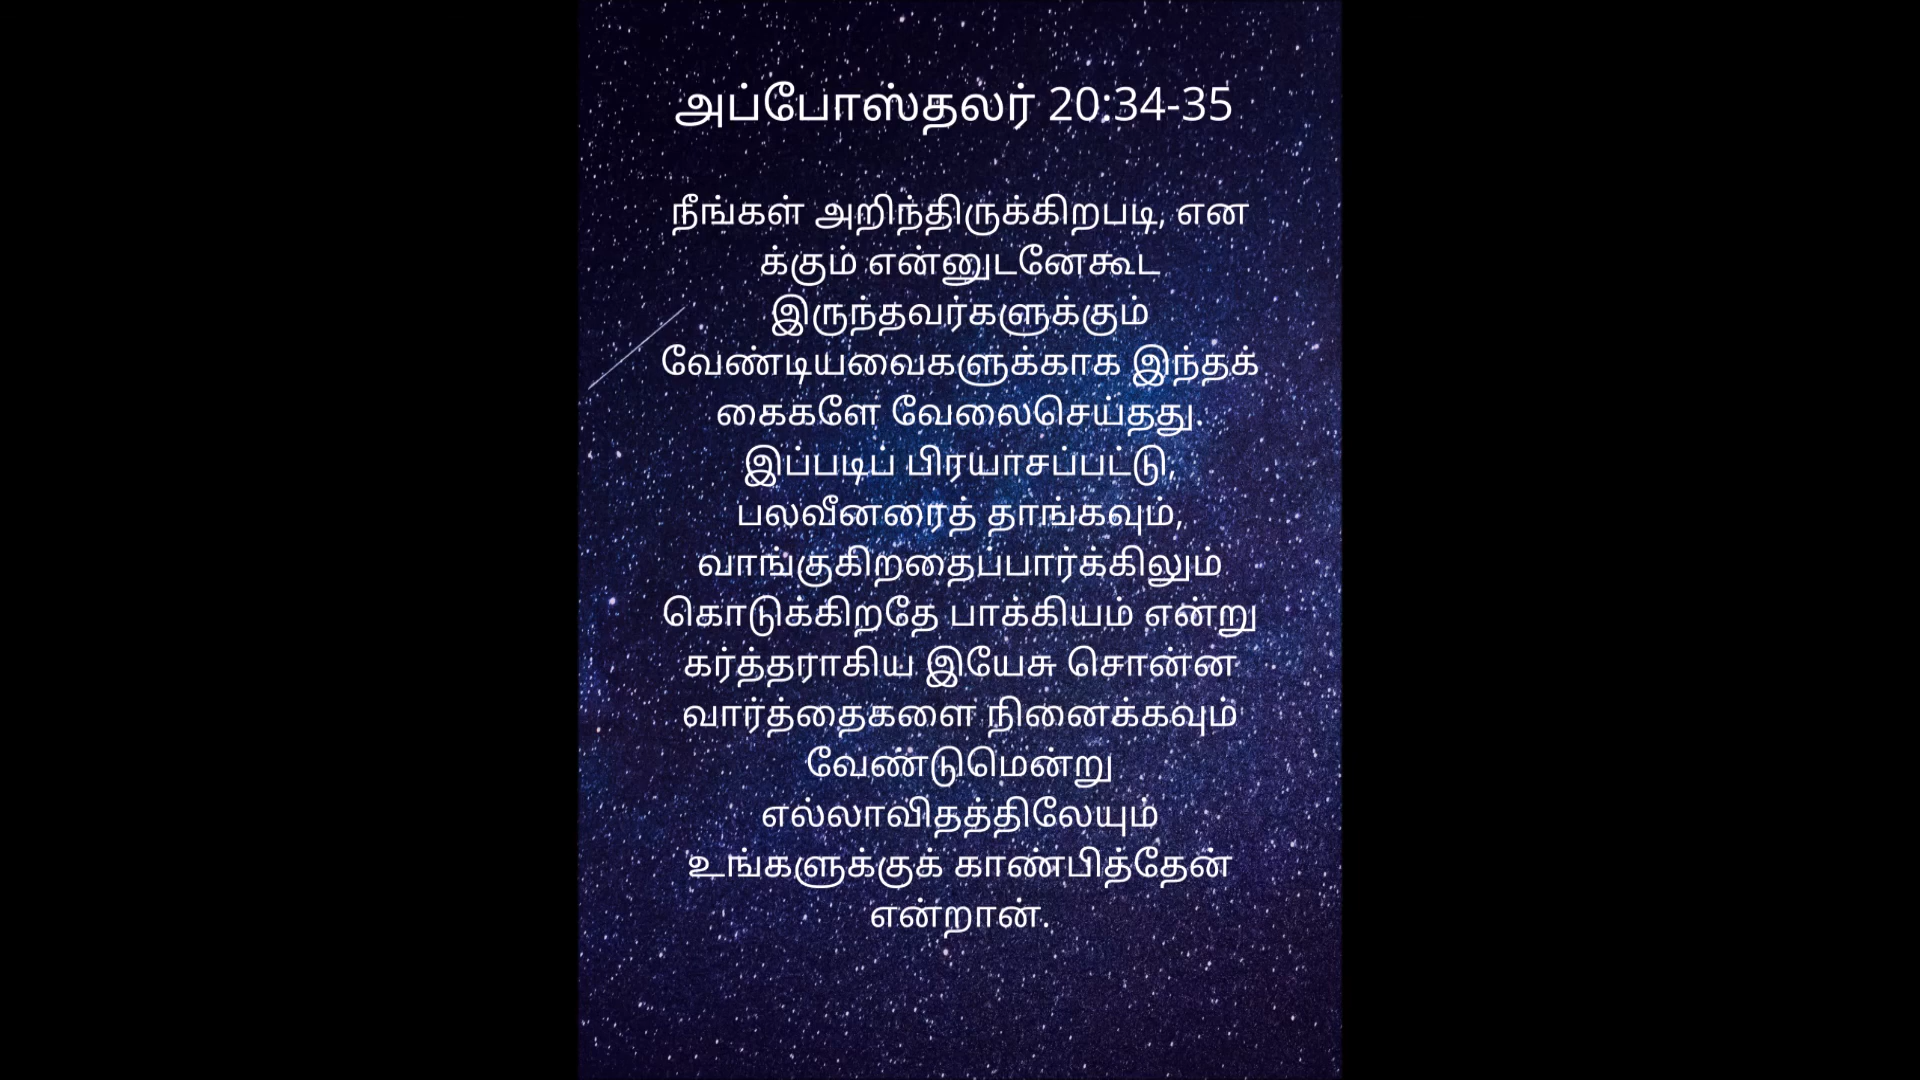 அப்போஸ்தலர் 20:34-35
நீங்கள் அறிந்திருக்கிறபடி, என
க்கும் என்னுடனேகூட
இருந்தவர்களுக்கும்
வேண்டியவைகளுக்காக இந்தக்
கைகளே வேலைசெய்தது.
இப்படிப் பிரயாசப்பட்டு,
பலவீனரைத் தாங்கவும்,
வாங்குகிறதைப்பார்க்கிலும்
கொடுக்கிறதே பாக்கியம் என்று
கர்த்தராகிய இயேசு சொன்ன
வார்த்தைகளை நினைக்கவும்
வேண்டுமென்று
எல்லாவிதத்திலேயும்
உங்களுக்குக் காண்பித்தேன்
என்றான்.